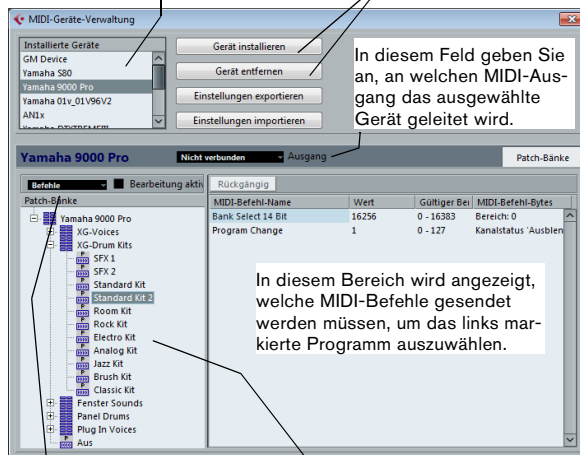 MIDI-Geräte-Verwaltung
Installierte Geräte
GM Device
Yamaha S80
Yamaha 9000 Pro
Yamaha 01v_01V96V2
AN1x
Gerät installieren
Gerät entfernen
Einstellungen exportieren
Einstellungen importieren
In diesem Feld geben Sie
an, an welchen MIDI-Aus-
gang das ausgewählte
Gerät geleitet wird.
Yamaha 9000 Pro
Nicht verbunden
Ausgang
Patch-Bänke
Befehle
Bearbeitung aktiv
Rückgängig
Patch-Bänke
Yamaha 9000 Pro
XG-Voices
XG-Drum Kits
P SFX 1
P SFX 2
P Standard Kit
P Standard Kit 2
P Room Kit
P Rock Kit
P Electro Kit
P Analog Kit
P Jazz Kit
P Brush Kit
P Classic Kit
Fenster Sounds
Panel Drums
Plug In Voices
P Aus
MIDI-Befehl-Name Wert Gültiger Bei MIDI-Befehl-Bytes
Bank Select 14 Bit 16256 0 - 16383 Bereich: 0
Program Change 1 0 - 127 Kanalstatus 'Ausblen
In diesem Bereich wird angezeigt,
welche MIDI-Befehle gesendet
werden müssen, um das links mar-
kierte Programm auszuwählen.